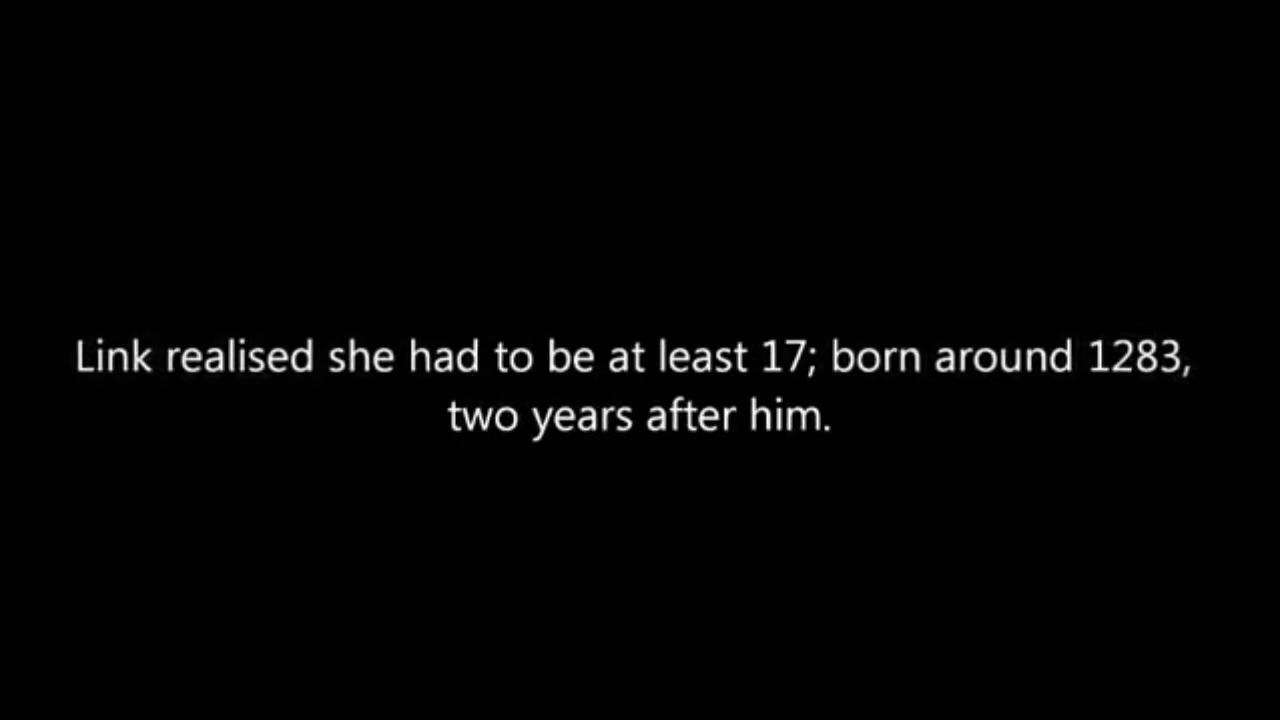 Link realised she had to be at least 17; born around 1283,
two years after him.